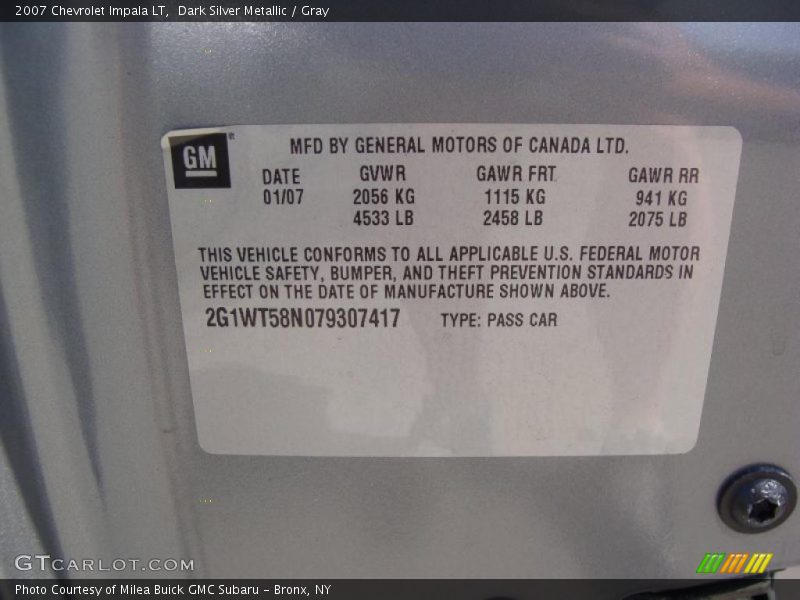 2007 Chevrolet Impala LT, Dark Silver Metallic / Gray
GM
MFD BY GENERAL MOTORS OF CANADA LTD.
DATE GVWR GAWR FRT GAWR RR
01/07 2056 KG 1115 KG 941 KG
4533 LB 2458 LB 2075 LB
THIS VEHICLE CONFORMS TO ALL APPLICABLE U.S. FEDERAL MOTOR
VEHICLE SAFETY, BUMPER, AND THEFT PREVENTION STANDARDS IN
EFFECT ON THE DATE OF MANUFACTURE SHOWN ABOVE.
2G1WT58N079307417 TYPE: PASS CAR
GTCARLOT.COM
Photo Courtesy of Milea Buick GMC Subaru - Bronx, NY